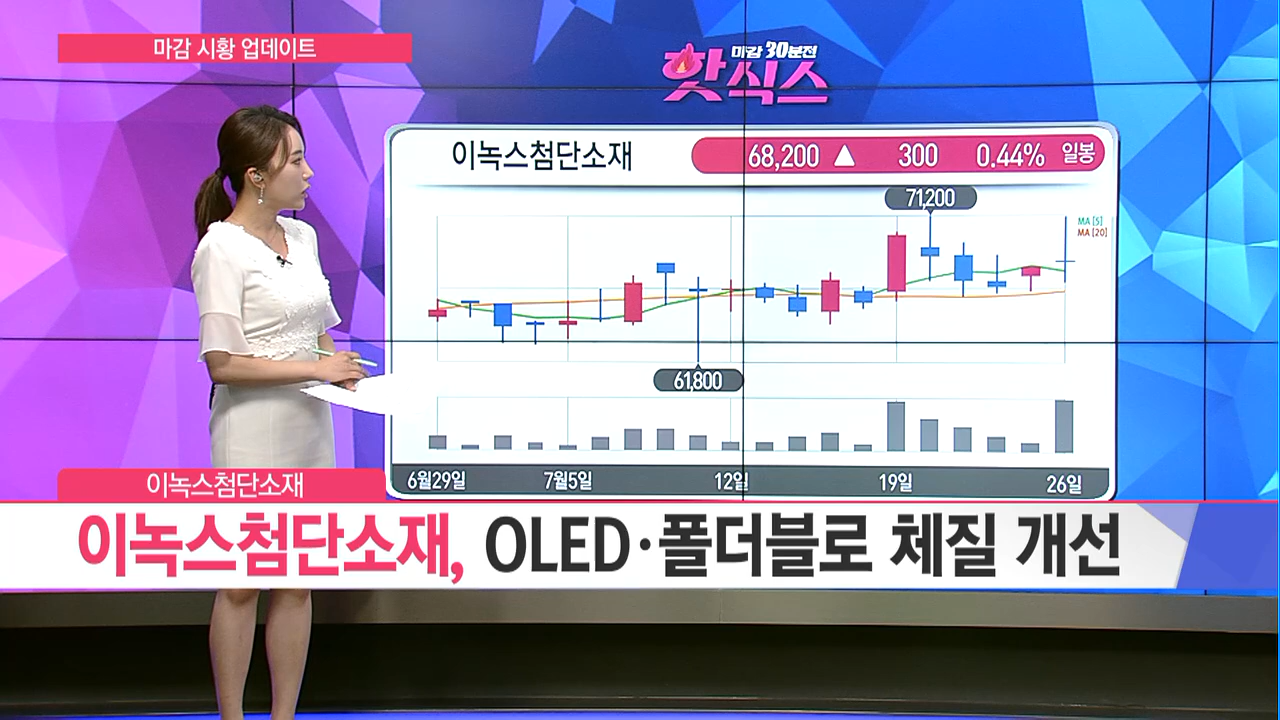 마감 시황 업데이트
마감 30분전
핫식스
이녹스첨단소재 68,200 ▲ 300 0.44% 일봉
71,200
MA [5]
MA [20]
61,800
6월29일 7월5일 12일 19일 26일
이녹스첨단소재
이녹스첨단소재, OLED·폴더블로 체질 개선